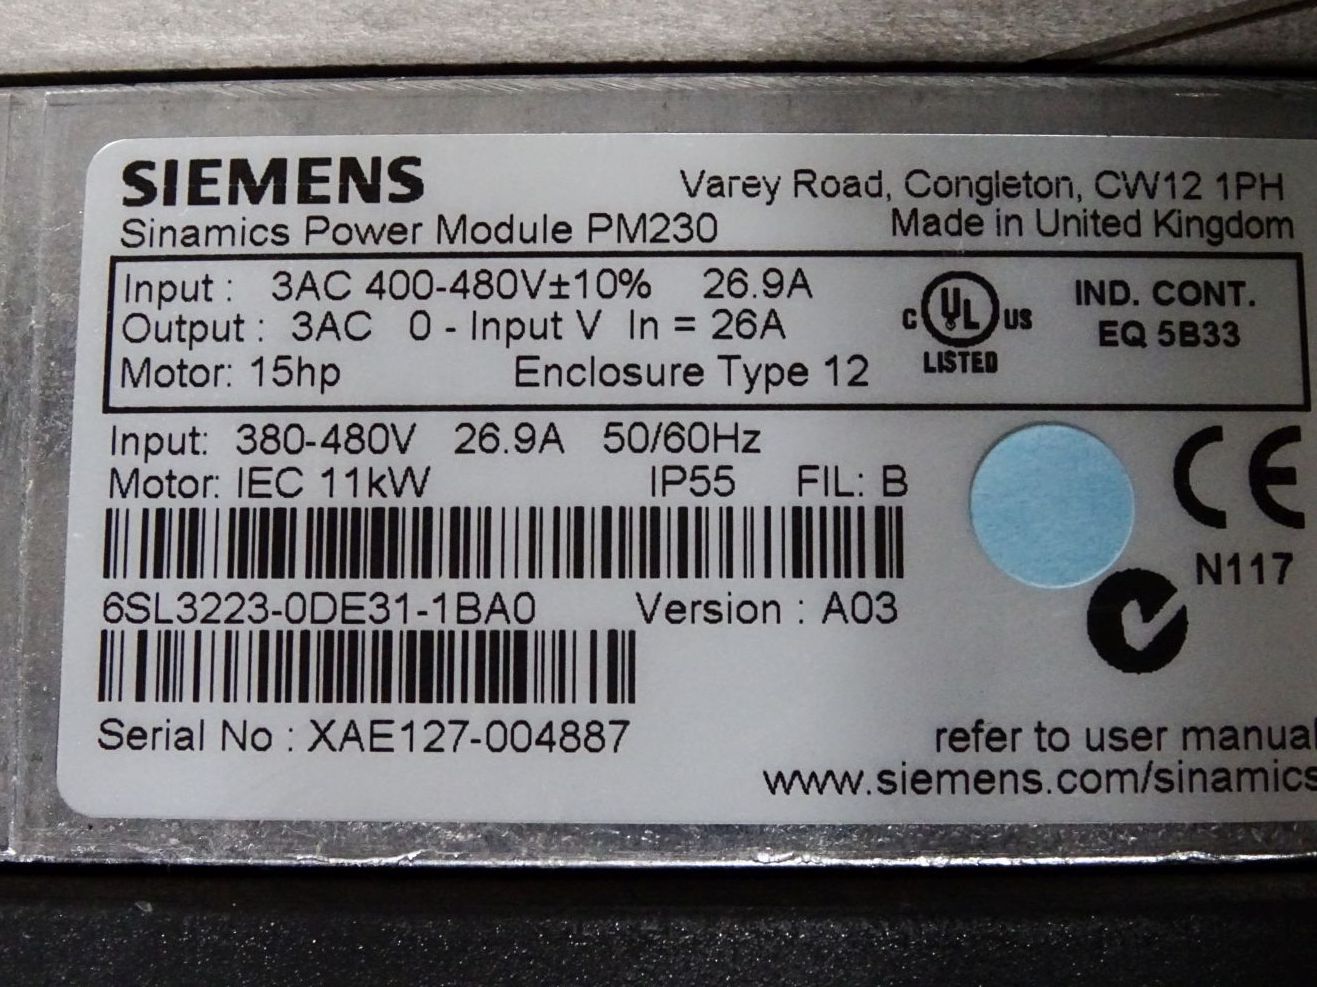 SIEMENS
Varey Road, Congleton, CW12 1PH
Sinamics Power Module PM230
Made in United Kingdom
Input : 3AC 400-480V±10% 26.9A
Output : 3AC 0 - Input V In = 26A
Motor: 15hp Enclosure Type 12
C UL US
LISTED
IND. CONT.
EQ 5B33
Input: 380-480V 26.9A 50/60Hz
Motor: IEC 11kW IP55 FIL: B
CE
N117
6SL3223-0DE31-1BA0 Version : A03
Serial No : XAE127-004887
refer to user manual
www.siemens.com/sinamics